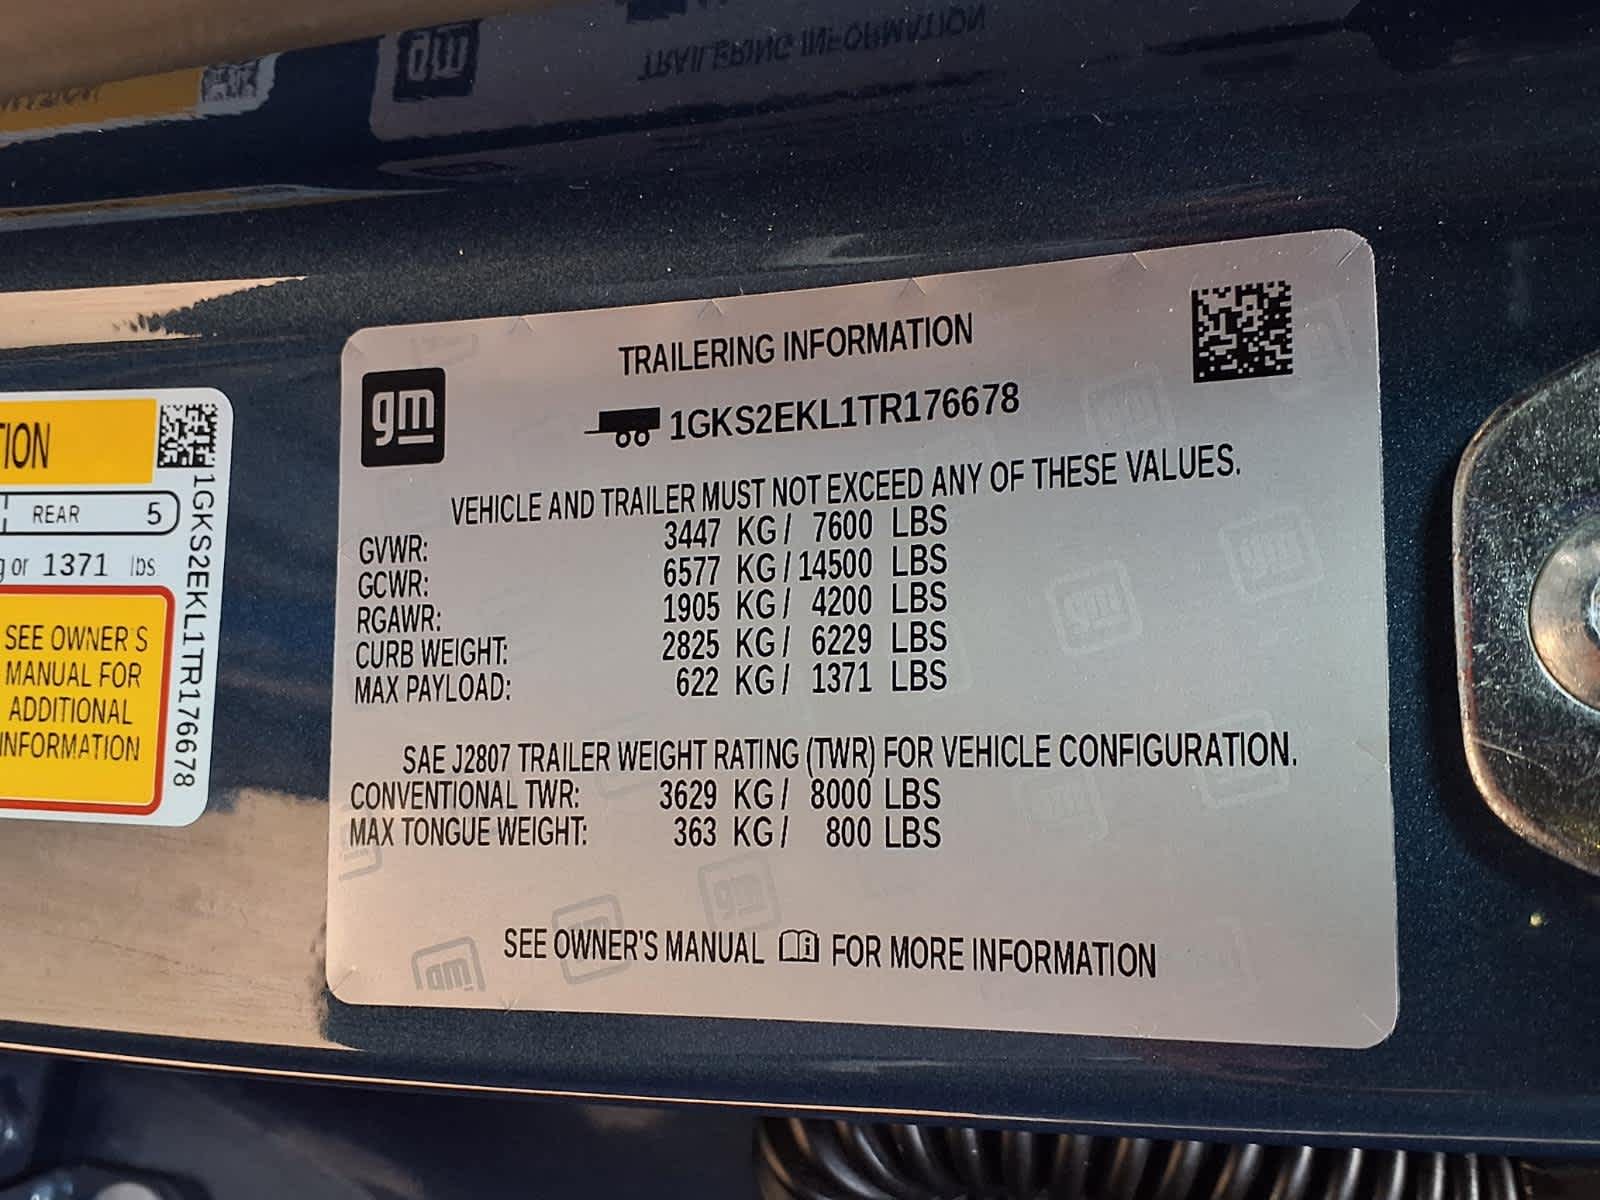 TRAILERING INFORMATION
gm
TRAILERING INFORMATION
1GKS2EKL1TR176678
VEHICLE AND TRAILER MUST NOT EXCEED ANY OF THESE VALUES.
GVWR: 3447 KG/ 7600 LBS
GCWR: 6577 KG/ 14500 LBS
RGAWR: 1905 KG/ 4200 LBS
CURB WEIGHT: 2825 KG/ 6229 LBS
MAX PAYLOAD: 622 KG/ 1371 LBS
SAE J2807 TRAILER WEIGHT RATING (TWR) FOR VEHICLE CONFIGURATION.
CONVENTIONAL TWR: 3629 KG/ 8000 LBS
MAX TONGUE WEIGHT: 363 KG/ 800 LBS
SEE OWNER'S MANUAL FOR MORE INFORMATION
REAR 5
or 1371 lbs
SEE OWNER'S
MANUAL FOR
ADDITIONAL
INFORMATION
1GKS2EKL1TR176678